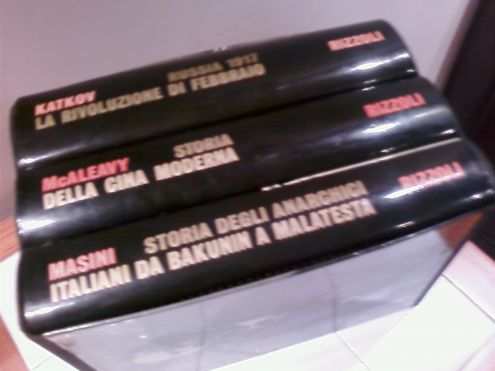 KATKOV RUSSIA 1917 RIZZOLI
LA RIVOLUZIONE DI FEBBRAIO
McALEAVY STORIA RIZZOLI
DELLA CINA MODERNA
MASINI STORIA DEGLI ANARCHICI RIZZOLI
ITALIANI DA BAKUNIN A MALATESTA